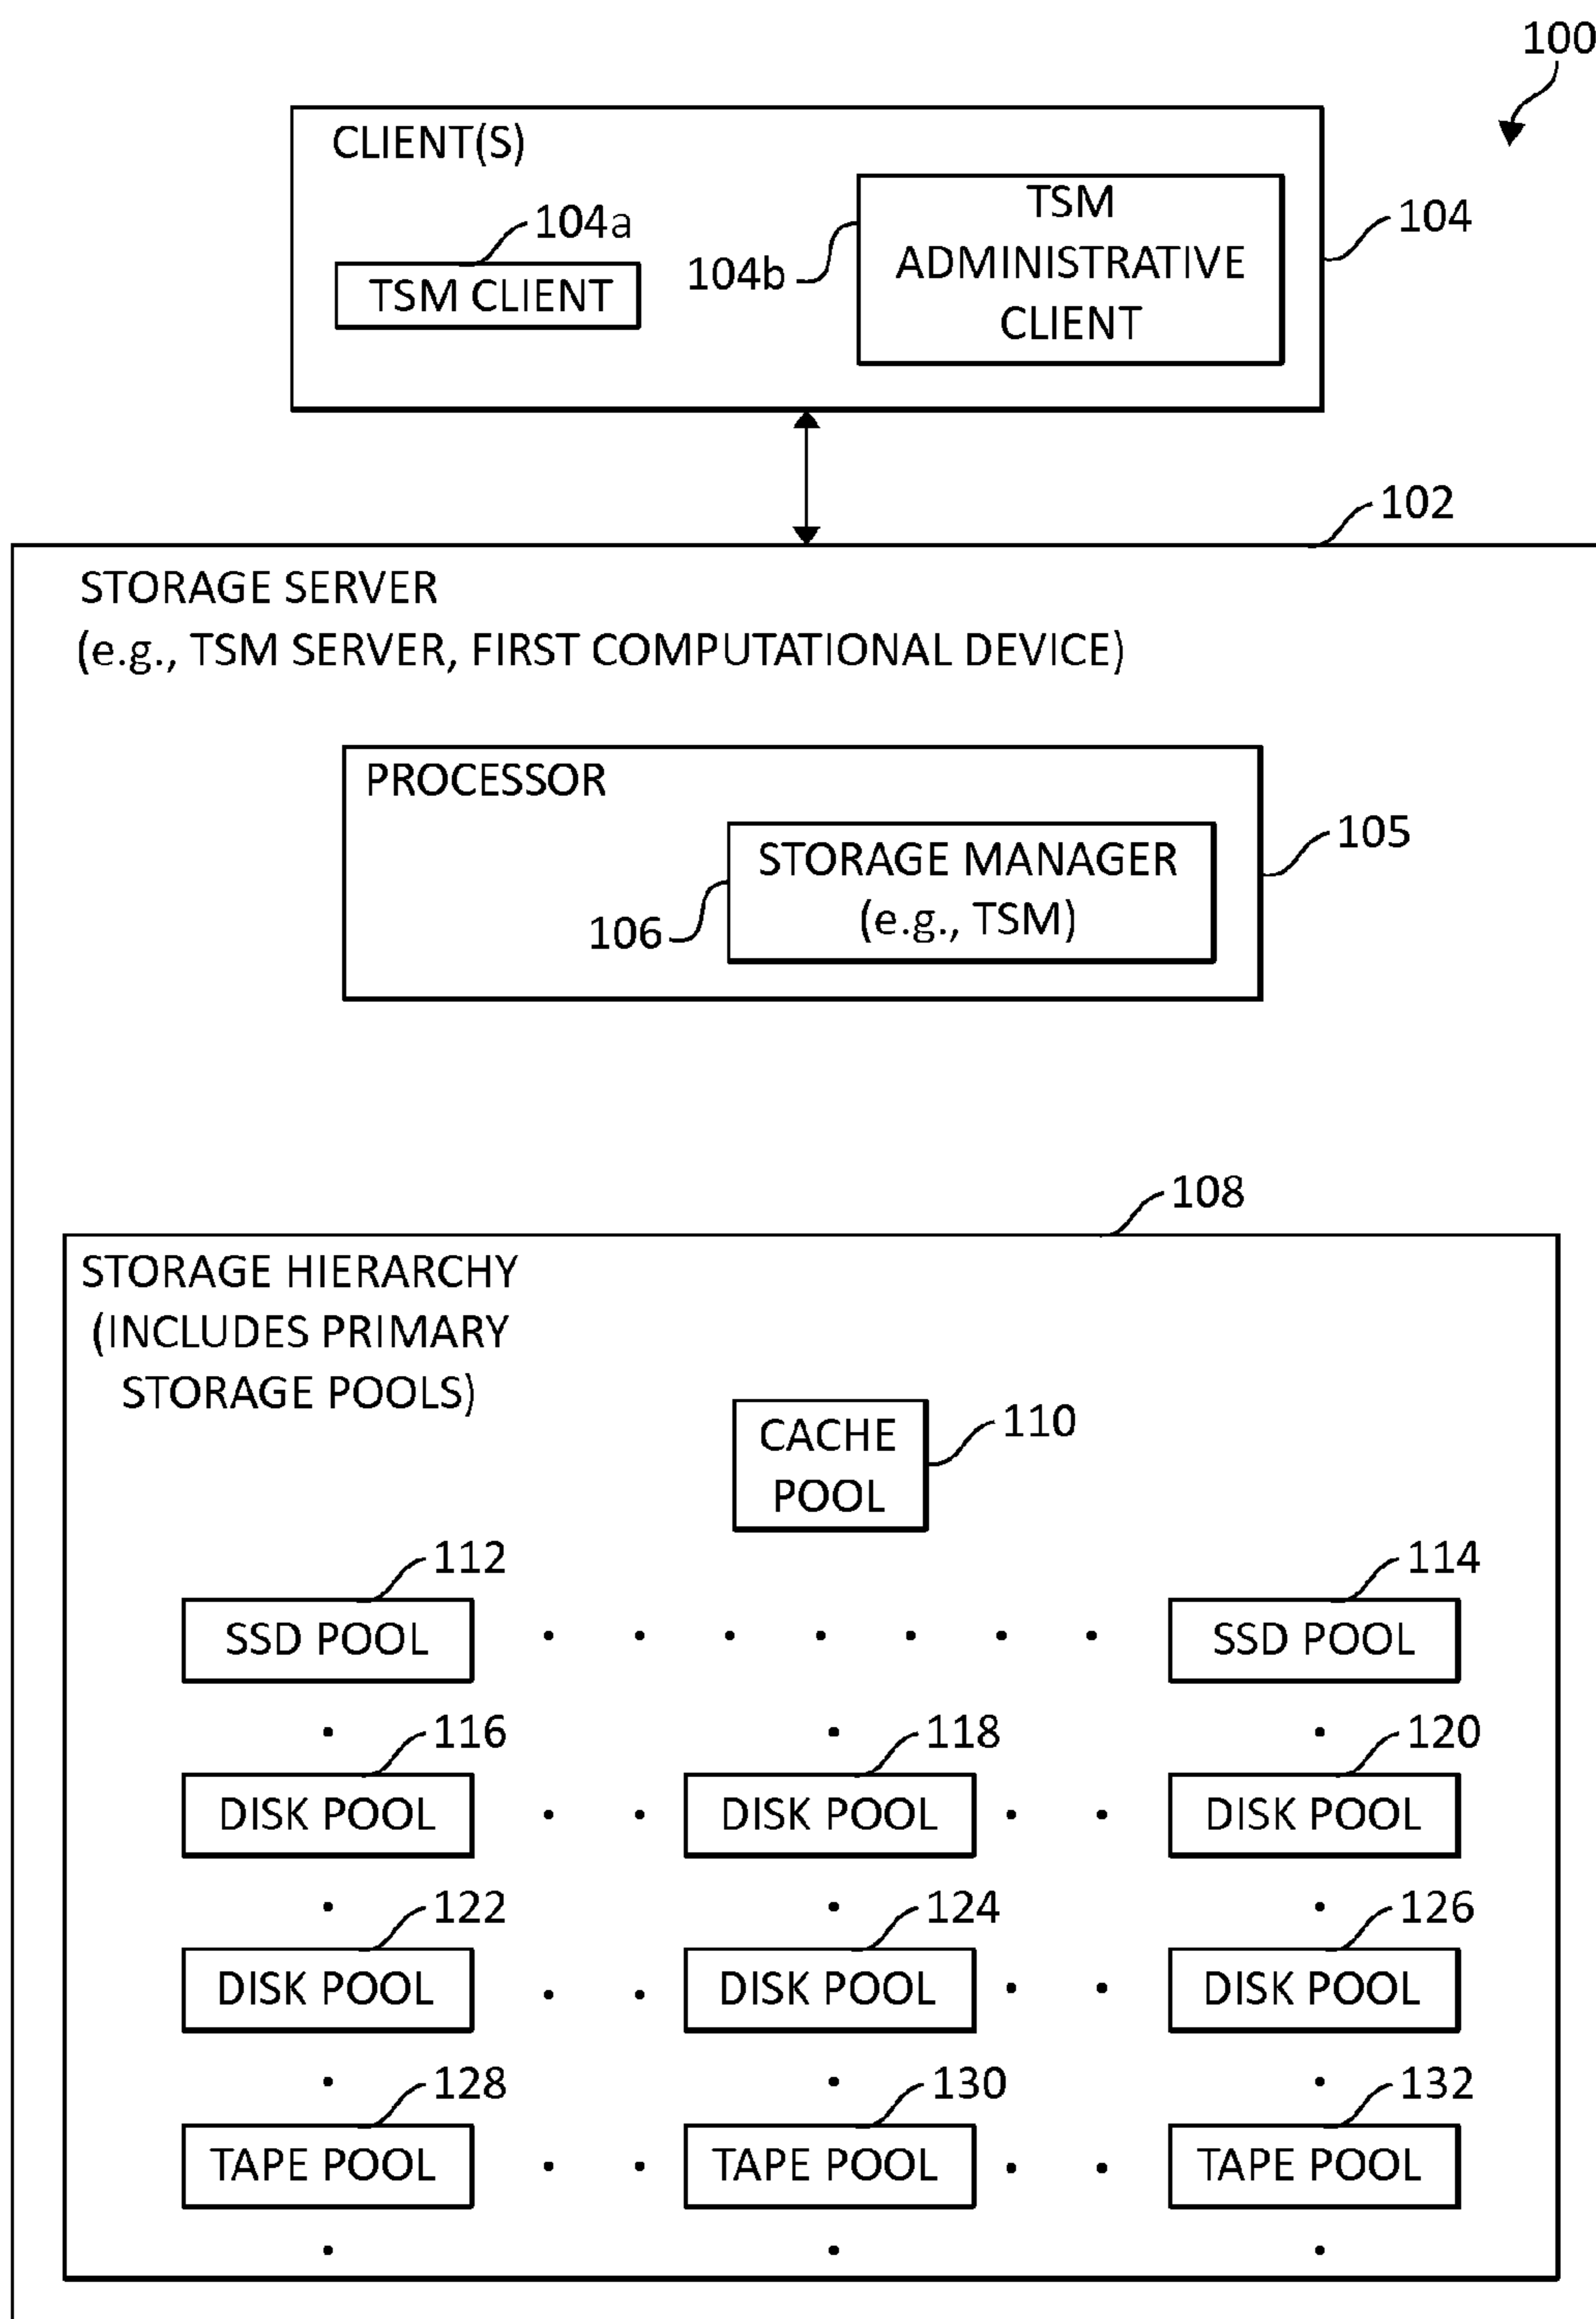 100
CLIENT(S)
104a
TSM CLIENT
104b
TSM
ADMINISTRATIVE
CLIENT
104
102
STORAGE SERVER
(e.g., TSM SERVER, FIRST COMPUTATIONAL DEVICE)
PROCESSOR
105
STORAGE MANAGER
(e.g., TSM)
106
108
STORAGE HIERARCHY
(INCLUDES PRIMARY
STORAGE POOLS)
CACHE
POOL
110
112
114
SSD POOL
SSD POOL
116
118
120
DISK POOL
DISK POOL
DISK POOL
122
124
126
DISK POOL
DISK POOL
DISK POOL
128
130
132
TAPE POOL
TAPE POOL
TAPE POOL